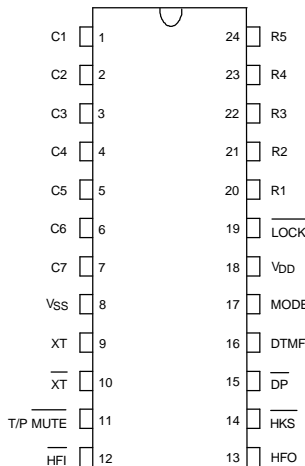 C1 1 24 R5
C2 2 23 R4
C3 3 22 R3
C4 4 21 R2
C5 5 20 R1
C6 6 19 LOCK
C7 7 18 VDD
VSS 8 17 MODE
XT 9 16 DTMF
XT 10 15 DP
T/P MUTE 11 14 HKS
HFI 12 13 HFO